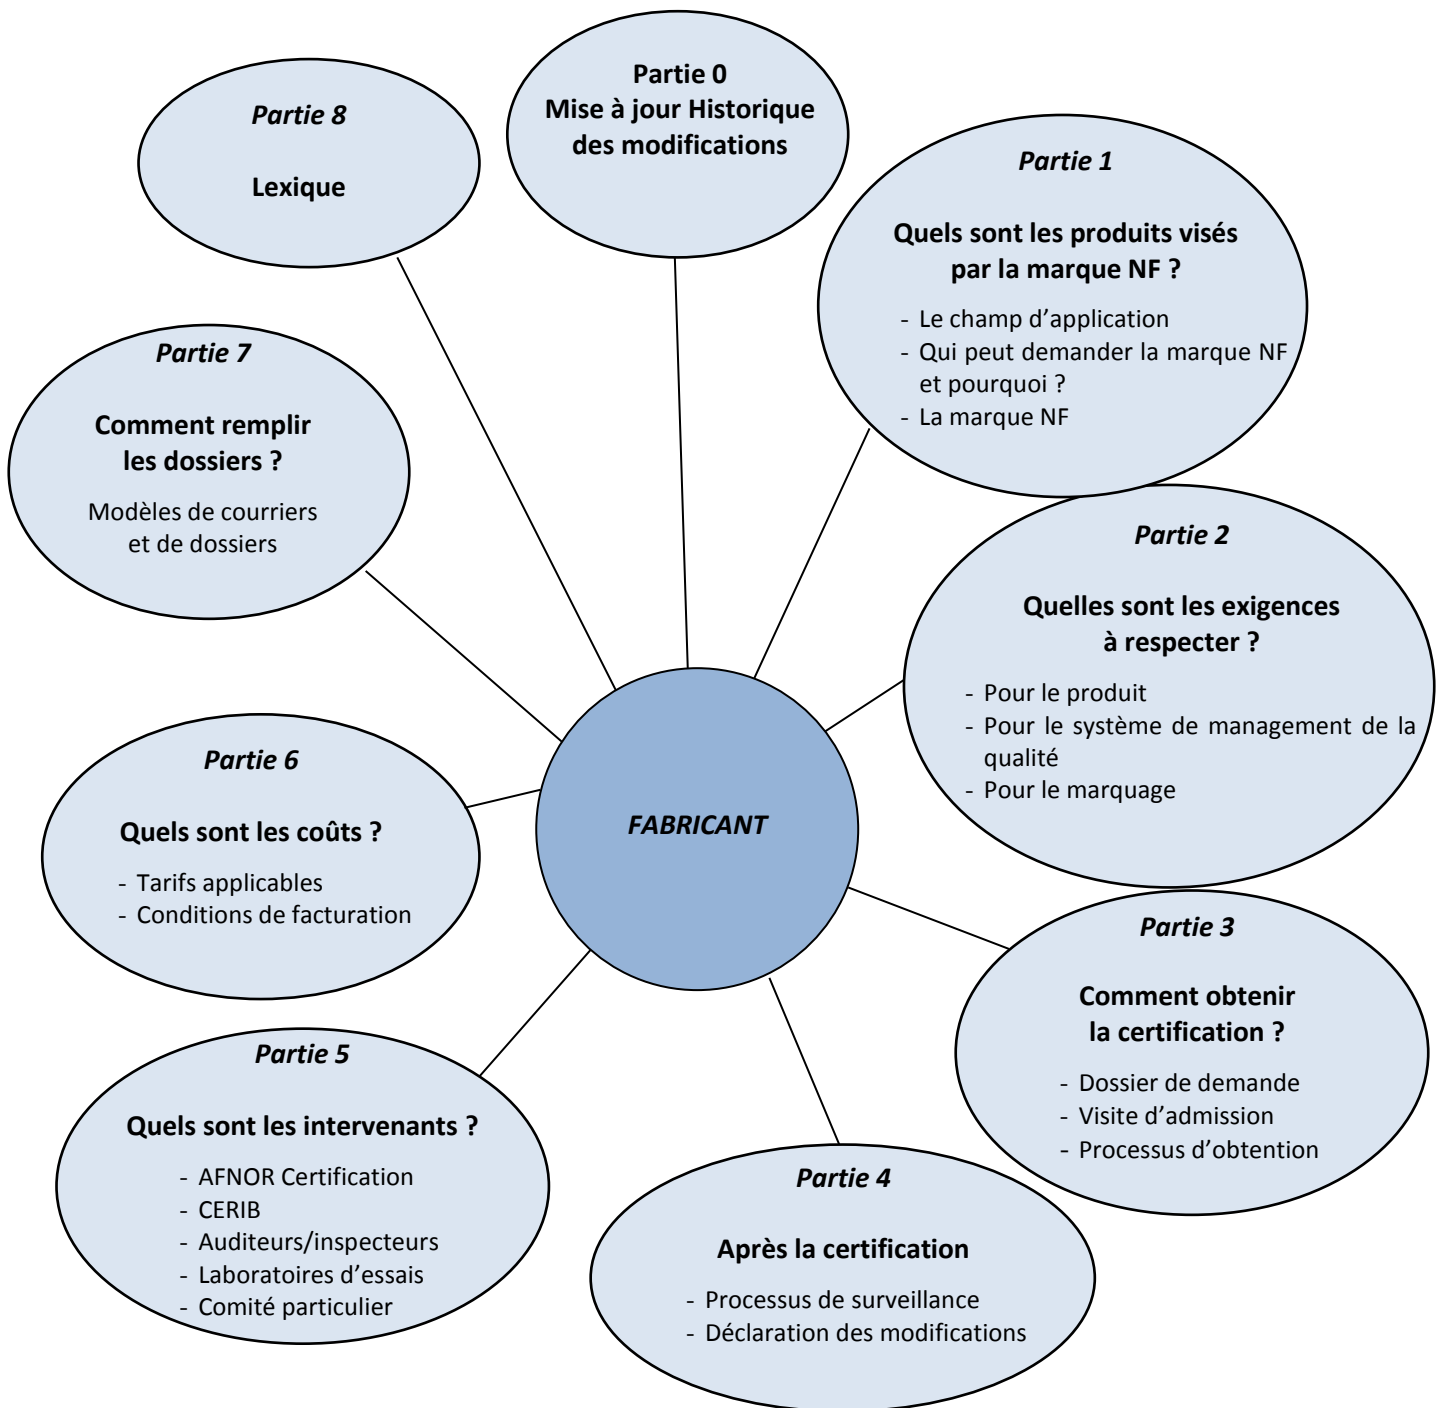 Partie 0
Mise à jour Historique
des modifications
Partie 1
Quels sont les produits visés
par la marque NF ?
- Le champ d’application
- Qui peut demander la marque NF
et pourquoi ?
- La marque NF
Partie 2
Quelles sont les exigences
à respecter ?
- Pour le produit
- Pour le système de management de la
qualité
- Pour le marquage
Partie 3
Comment obtenir
la certification ?
- Dossier de demande
- Visite d’admission
- Processus d’obtention
Partie 4
Après la certification
- Processus de surveillance
- Déclaration des modifications
Partie 5
Quels sont les intervenants ?
- AFNOR Certification
- CERIB
- Auditeurs/inspecteurs
- Laboratoires d’essais
- Comité particulier
Partie 6
Quels sont les coûts ?
- Tarifs applicables
- Conditions de facturation
Partie 7
Comment remplir
les dossiers ?
Modèles de courriers
et de dossiers
Partie 8
Lexique
FABRICANT